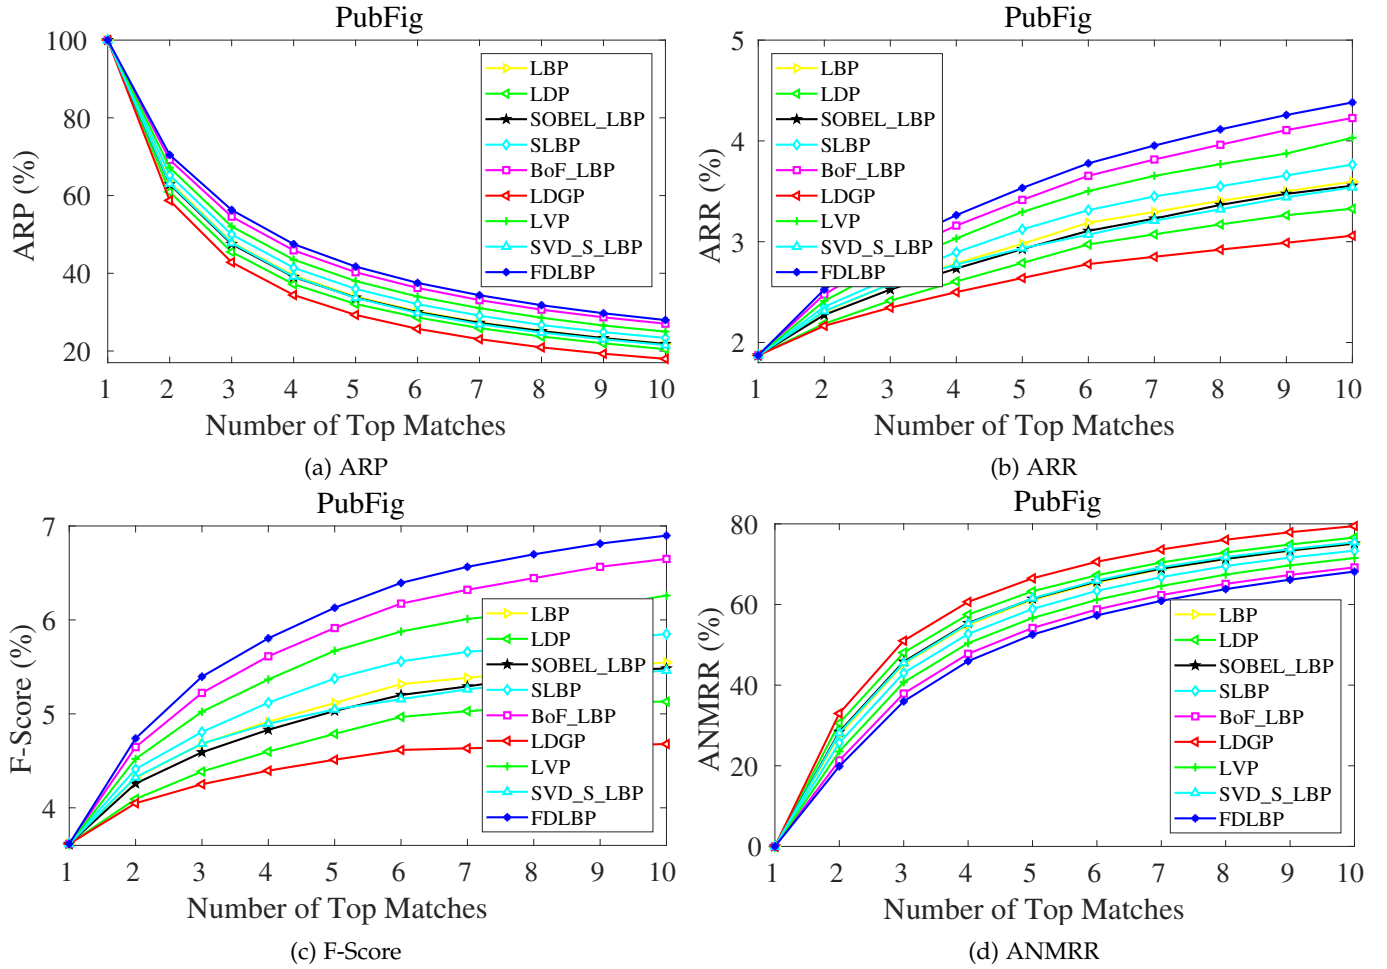 PubFig
ARP (%)
100
80
60
40
20
1 2 3 4 5 6 7 8 9 10
LBP
LDP
SOBEL_LBP
SLBP
BoF_LBP
LDGP
LVP
SVD_S_LBP
FDLBP
Number of Top Matches
(a) ARP
PubFig
ARR (%)
5
4
3
2
1 2 3 4 5 6 7 8 9 10
LBP
LDP
SOBEL_LBP
SLBP
BoF_LBP
LDGP
LVP
SVD_S_LBP
FDLBP
Number of Top Matches
(b) ARR
PubFig
F-Score (%)
7
6
5
4
1 2 3 4 5 6 7 8 9 10
LBP
LDP
SOBEL_LBP
SLBP
BoF_LBP
LDGP
LVP
SVD_S_LBP
FDLBP
Number of Top Matches
(c) F-Score
PubFig
ANMRR (%)
80
60
40
20
0
1 2 3 4 5 6 7 8 9 10
LBP
LDP
SOBEL_LBP
SLBP
BoF_LBP
LDGP
LVP
SVD_S_LBP
FDLBP
Number of Top Matches
(d) ANMRR